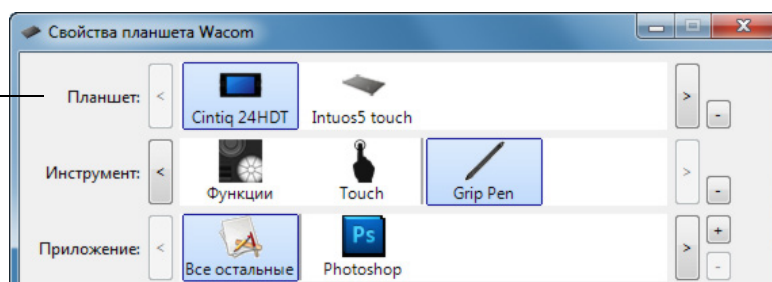 Свойства планшета Wacom
Планшет: < Cintiq 24HDT Intuos5 touch > -
Инструмент: < Функции Touch Grip Pen > -
Приложение: < Все остальные Ps Photoshop > + -